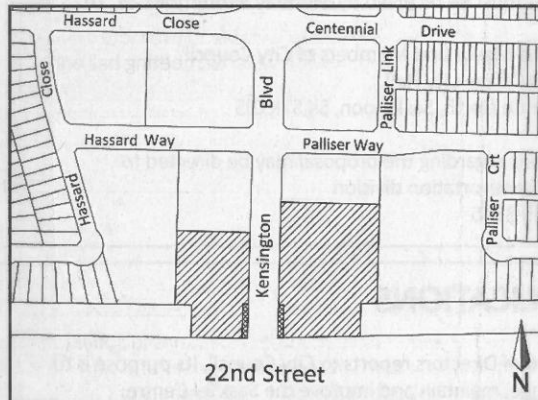 Hassard Close
Centennial Drive
Close
Blvd
Palliser Link
Hassard Way
Palliser Way
Hassard
Kensington
Palliser Crt
22nd Street
N